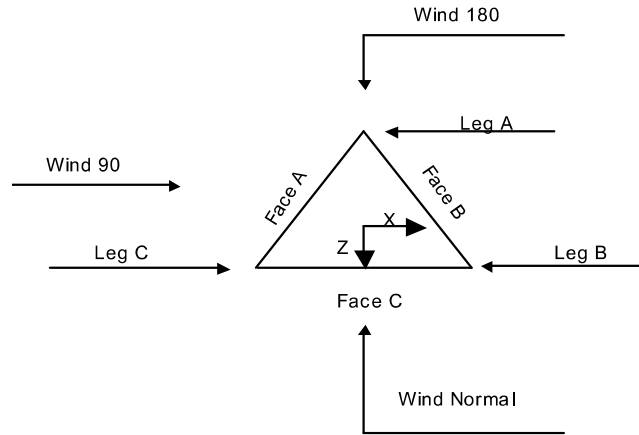 Wind 180
Leg A
Wind 90
Face A
Face B
X
Z
Leg C
Leg B
Face C
Wind Normal